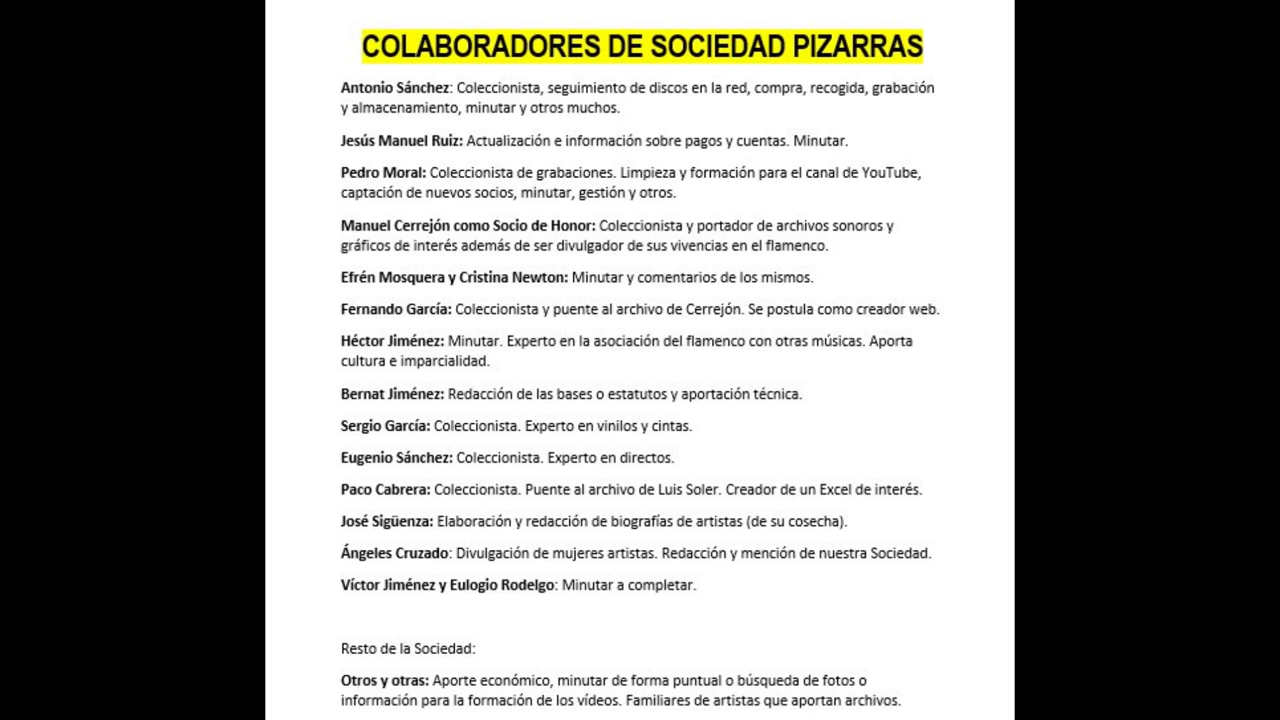 COLABORADORES DE SOCIEDAD PIZARRAS
Antonio Sánchez: Coleccionista, seguimiento de discos en la red, compra, recogida, grabación
y almacenamiento, minutar y otros muchos.
Jesús Manuel Ruiz: Actualización e información sobre pagos y cuentas. Minutar.
Pedro Moral: Coleccionista de grabaciones. Limpieza y formación para el canal de YouTube,
captación de nuevos socios, minutar, gestión y otros.
Manuel Cerrejón como Socio de Honor: Coleccionista y portador de archivos sonoros y
gráficos de interés además de ser divulgador de sus vivencias en el flamenco.
Efrén Mosquera y Cristina Newton: Minutar y comentarios de los mismos.
Fernando García: Coleccionista y puente al archivo de Cerrejón. Se postula como creador web.
Héctor Jiménez: Minutar. Experto en la asociación del flamenco con otras músicas. Aporta
cultura e imparcialidad.
Bernat Jiménez: Redacción de las bases o estatutos y aportación técnica.
Sergio García: Coleccionista. Experto en vinilos y cintas.
Eugenio Sánchez: Coleccionista. Experto en directos.
Paco Cabrera: Coleccionista. Puente al archivo de Luis Soler. Creador de un Excel de interés.
José Sigüenza: Elaboración y redacción de biografías de artistas (de su cosecha).
Ángeles Cruzado: Divulgación de mujeres artistas. Redacción y mención de nuestra Sociedad.
Víctor Jiménez y Eulogio Rodelgo: Minutar a completar.
Resto de la Sociedad:
Otros y otras: Aporte económico, minutar de forma puntual o búsqueda de fotos o
información para la formación de los vídeos. Familiares de artistas que aportan archivos.